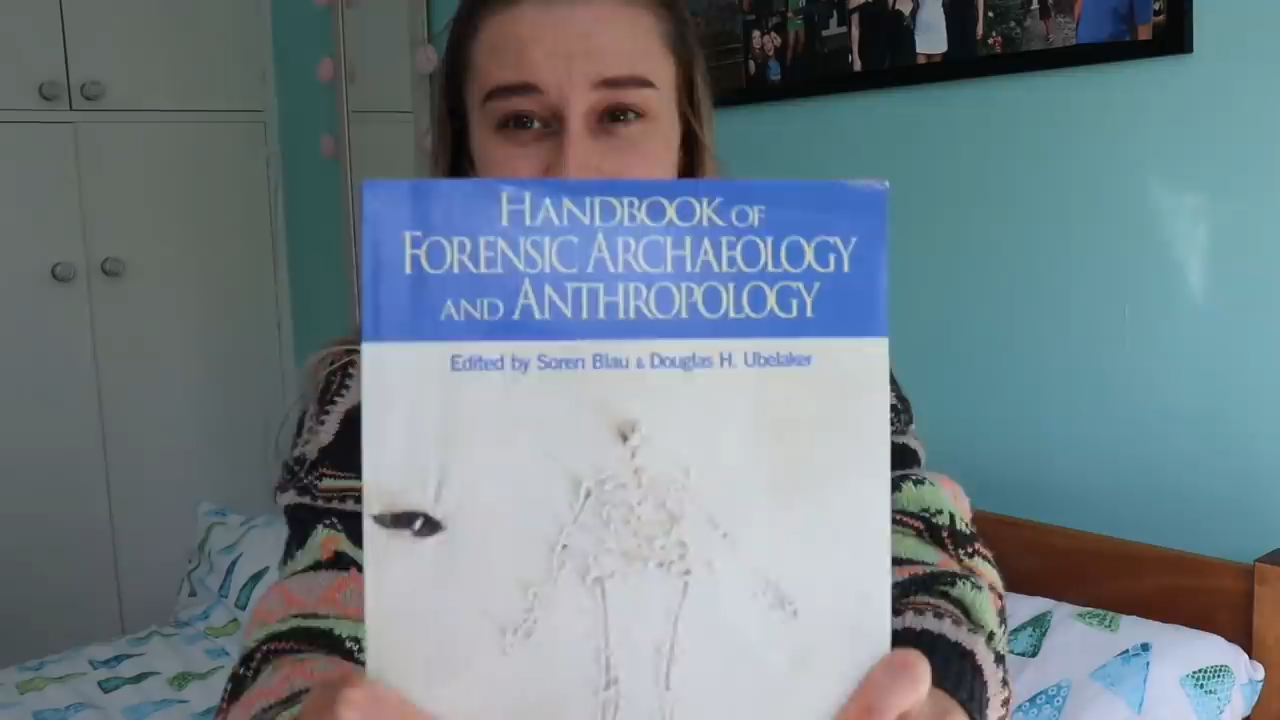 HANDBOOK OF
FORENSIC ARCHAEOLOGY
AND ANTHROPOLOGY
Edited by Soren Blau & Douglas H. Ubelaker